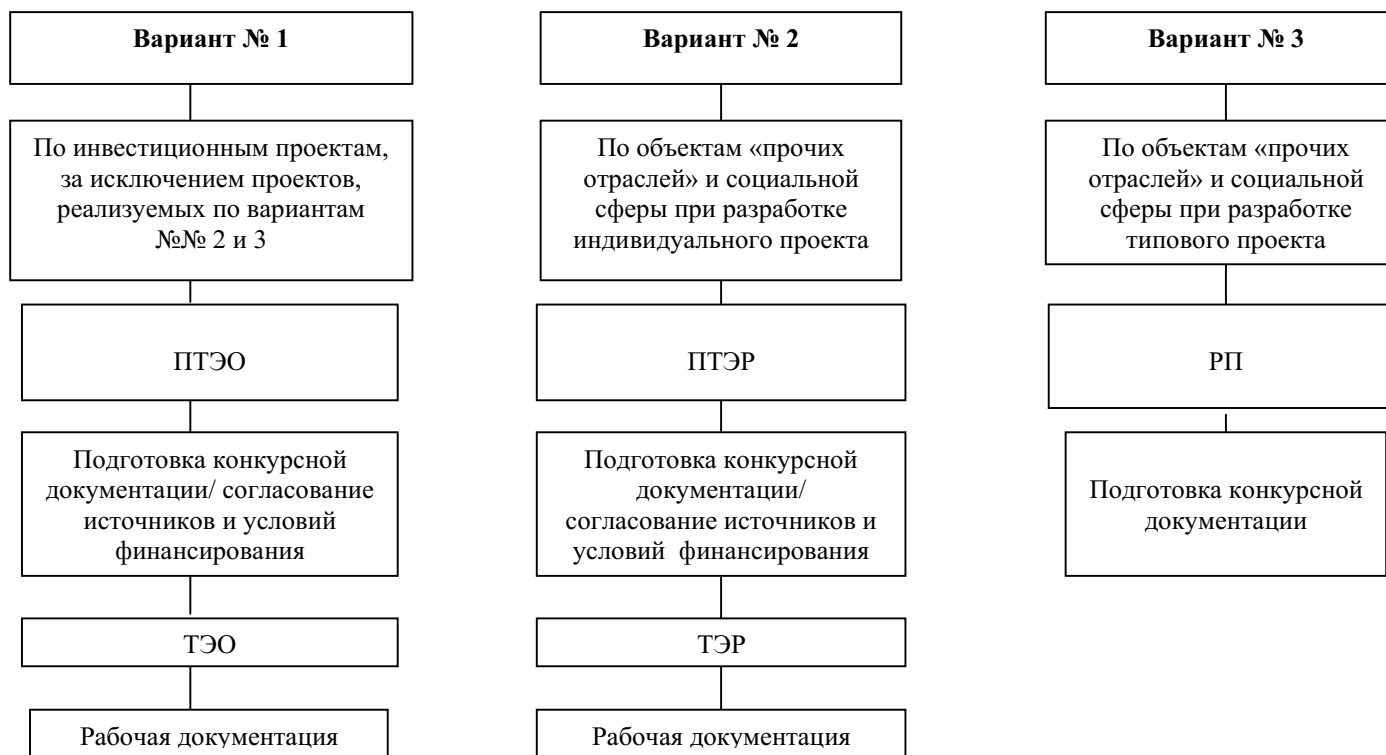 Вариант № 1
По инвестиционным проектам,
за исключением проектов,
реализуемых по вариантам
№№ 2 и 3
ПТЭО
Подготовка конкурсной
документации/ согласование
источников и условий
финансирования
ТЭО
Рабочая документация
Вариант № 2
По объектам «прочих
отраслей» и социальной
сферы при разработке
индивидуального проекта
ПТЭР
Подготовка конкурсной
документации/
согласование источников и
условий финансирования
ТЭР
Рабочая документация
Вариант № 3
По объектам «прочих
отраслей» и социальной
сферы при разработке
типового проекта
РП
Подготовка конкурсной
документации